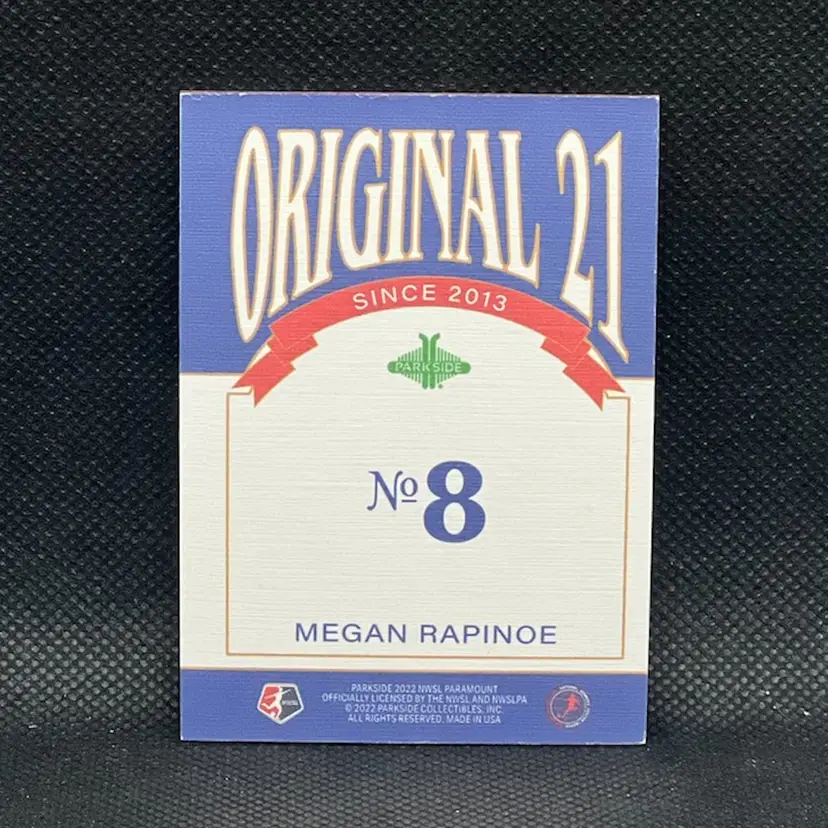 ORIGINAL 21
SINCE 2013
PARKSIDE
№ 8
MEGAN RAPINOE
PARKSIDE 2022 NWSL PARAMOUNT
OFFICIALLY LICENSED BY THE NWSL AND NWSLPA
© 2022 PARKSIDE COLLECTIBLES, INC.
ALL RIGHTS RESERVED. MADE IN USA